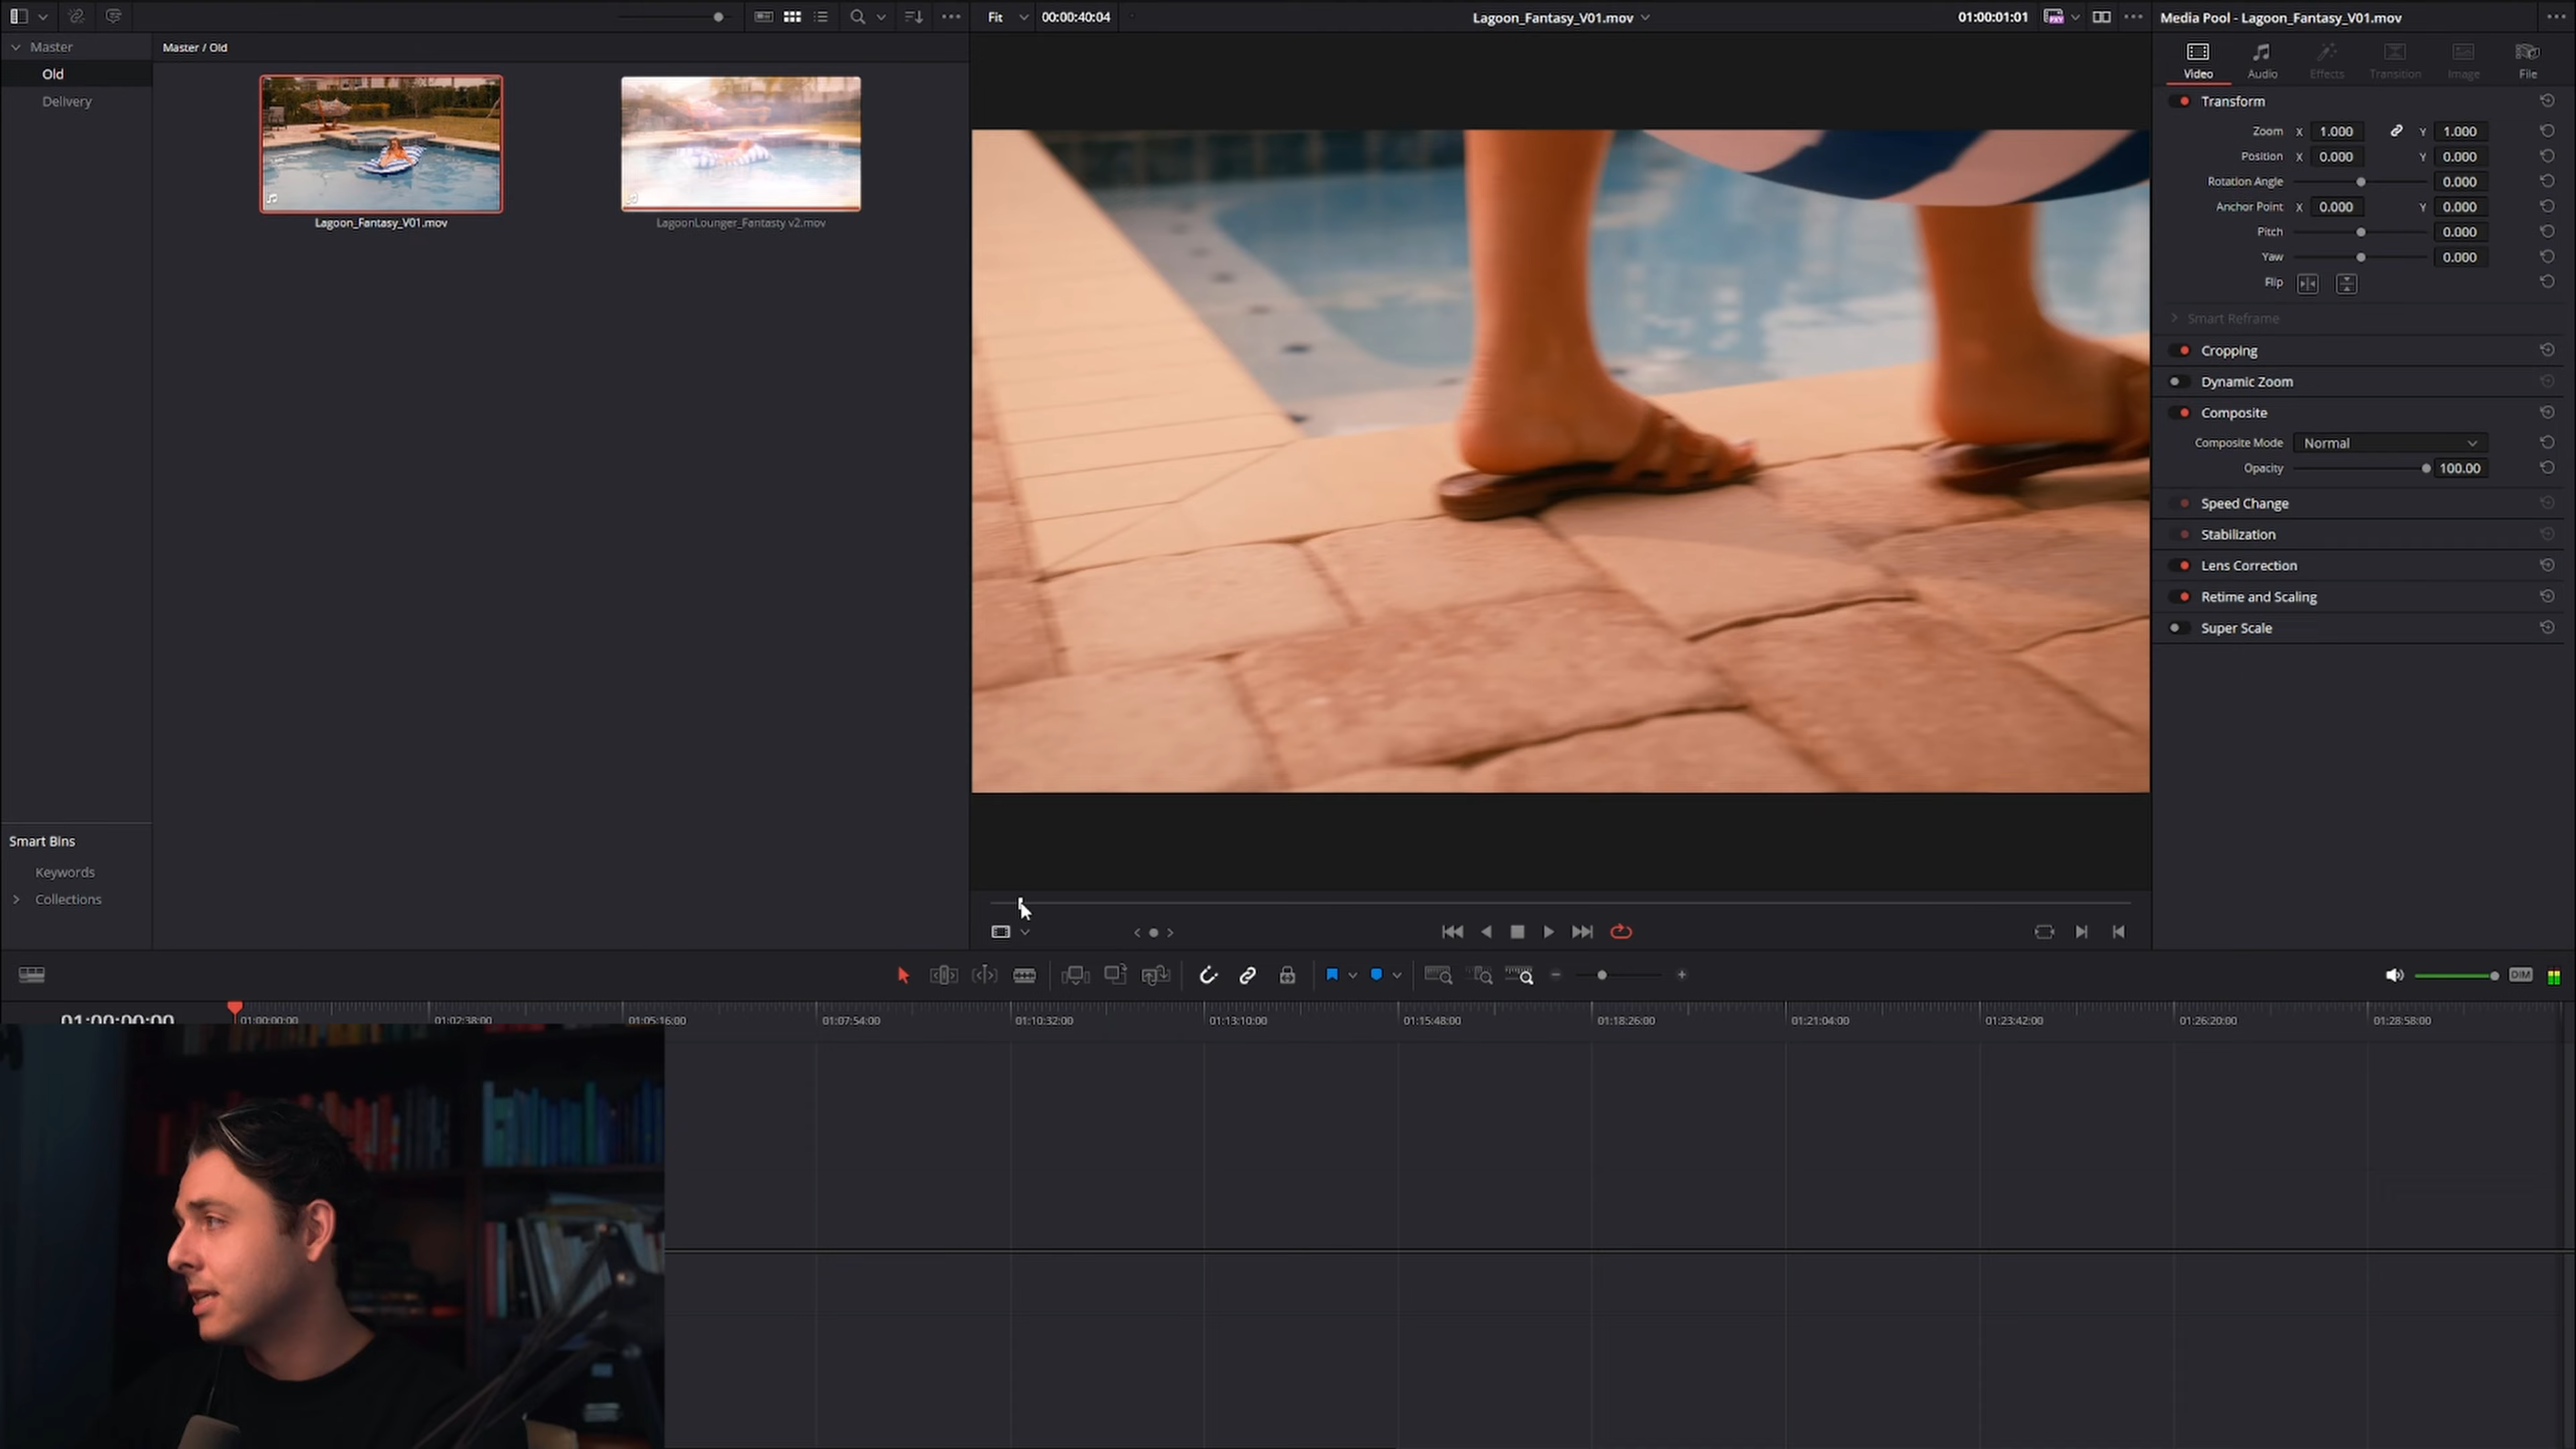 Fit 00:00:40:04 Lagoon_Fantasy_V01.mov 01:00:01:01 Media Pool - Lagoon_Fantasy_V01.mov
Master
Master / Old
Old
Delivery
Lagoon_Fantasy_V01.mov
LagoonLounger_Fantasty v2.mov
Smart Bins
Keywords
Collections
Video Audio Effects Transition Image File
Transform
Zoom X 1.000 Y 1.000
Position X 0.000 Y 0.000
Rotation Angle 0.000
Anchor Point X 0.000 Y 0.000
Pitch 0.000
Yaw 0.000
Flip
Smart Reframe
Cropping
Dynamic Zoom
Composite
Composite Mode Normal
Opacity 100.00
Speed Change
Stabilization
Lens Correction
Retime and Scaling
Super Scale
DIM
01:00:00:00 01:00:00:00 01:02:38:00 01:05:16:00 01:07:54:00 01:10:32:00 01:13:10:00 01:15:48:00 01:18:26:00 01:21:04:00 01:23:42:00 01:26:20:00 01:28:58:00